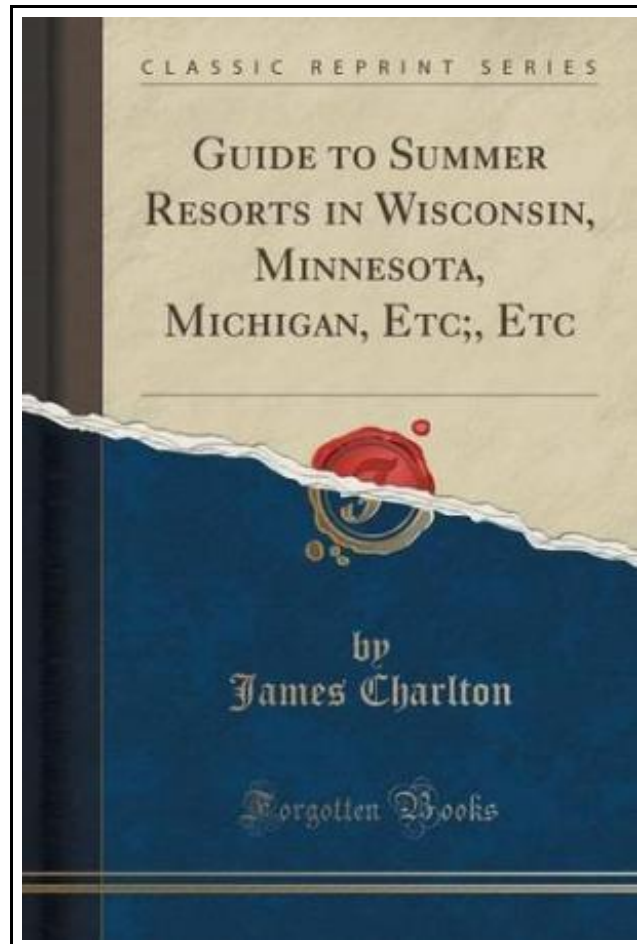 CLASSIC REPRINT SERIES
GUIDE TO SUMMER
RESORTS IN WISCONSIN,
MINNESOTA,
MICHIGAN, ETC;, ETC
by
James Charlton
Forgotten Books